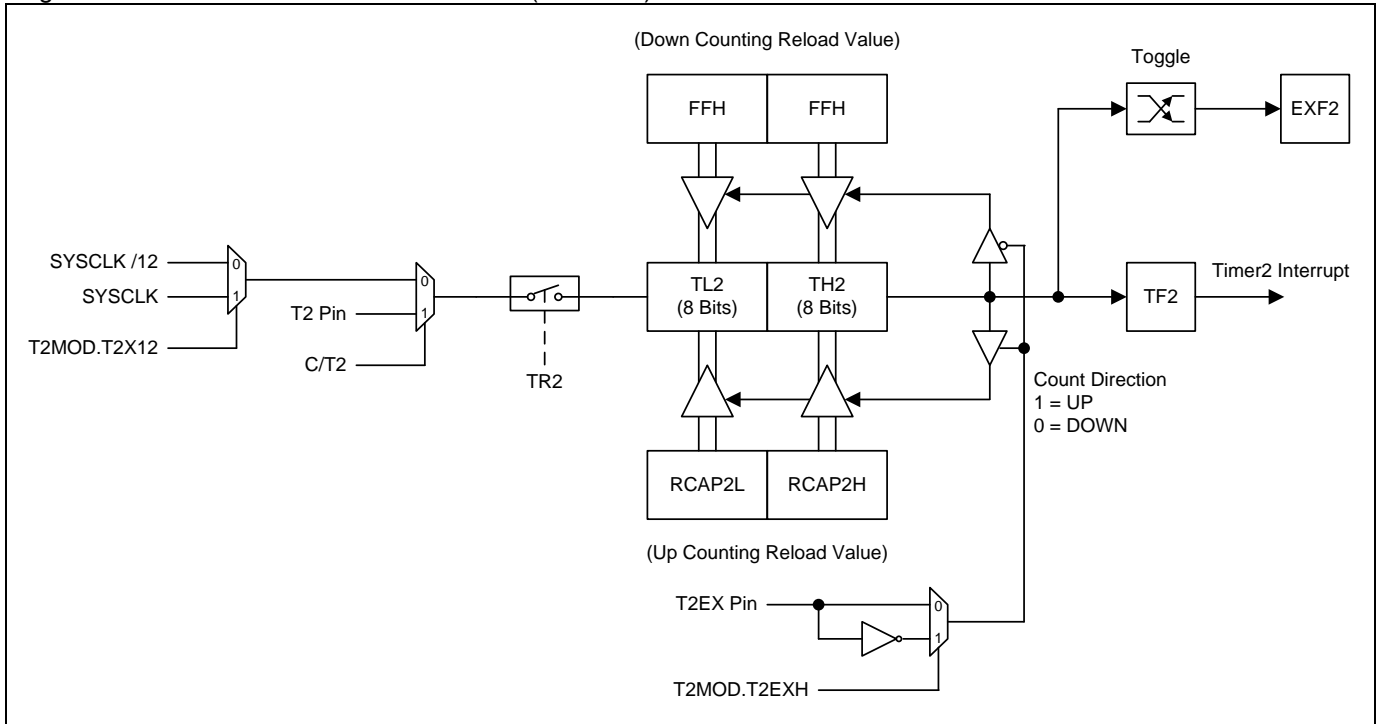 (Down Counting Reload Value)
Toggle
FFH
FFH
EXF2
SYSCLK /12
0
SYSCLK
1
T2MOD.T2X12
0
T2 Pin
1
C/T2
TR2
TL2
(8 Bits)
TH2
(8 Bits)
TF2
Timer2 Interrupt
Count Direction
1 = UP
0 = DOWN
RCAP2L
RCAP2H
(Up Counting Reload Value)
T2EX Pin
0
1
T2MOD.T2EXH